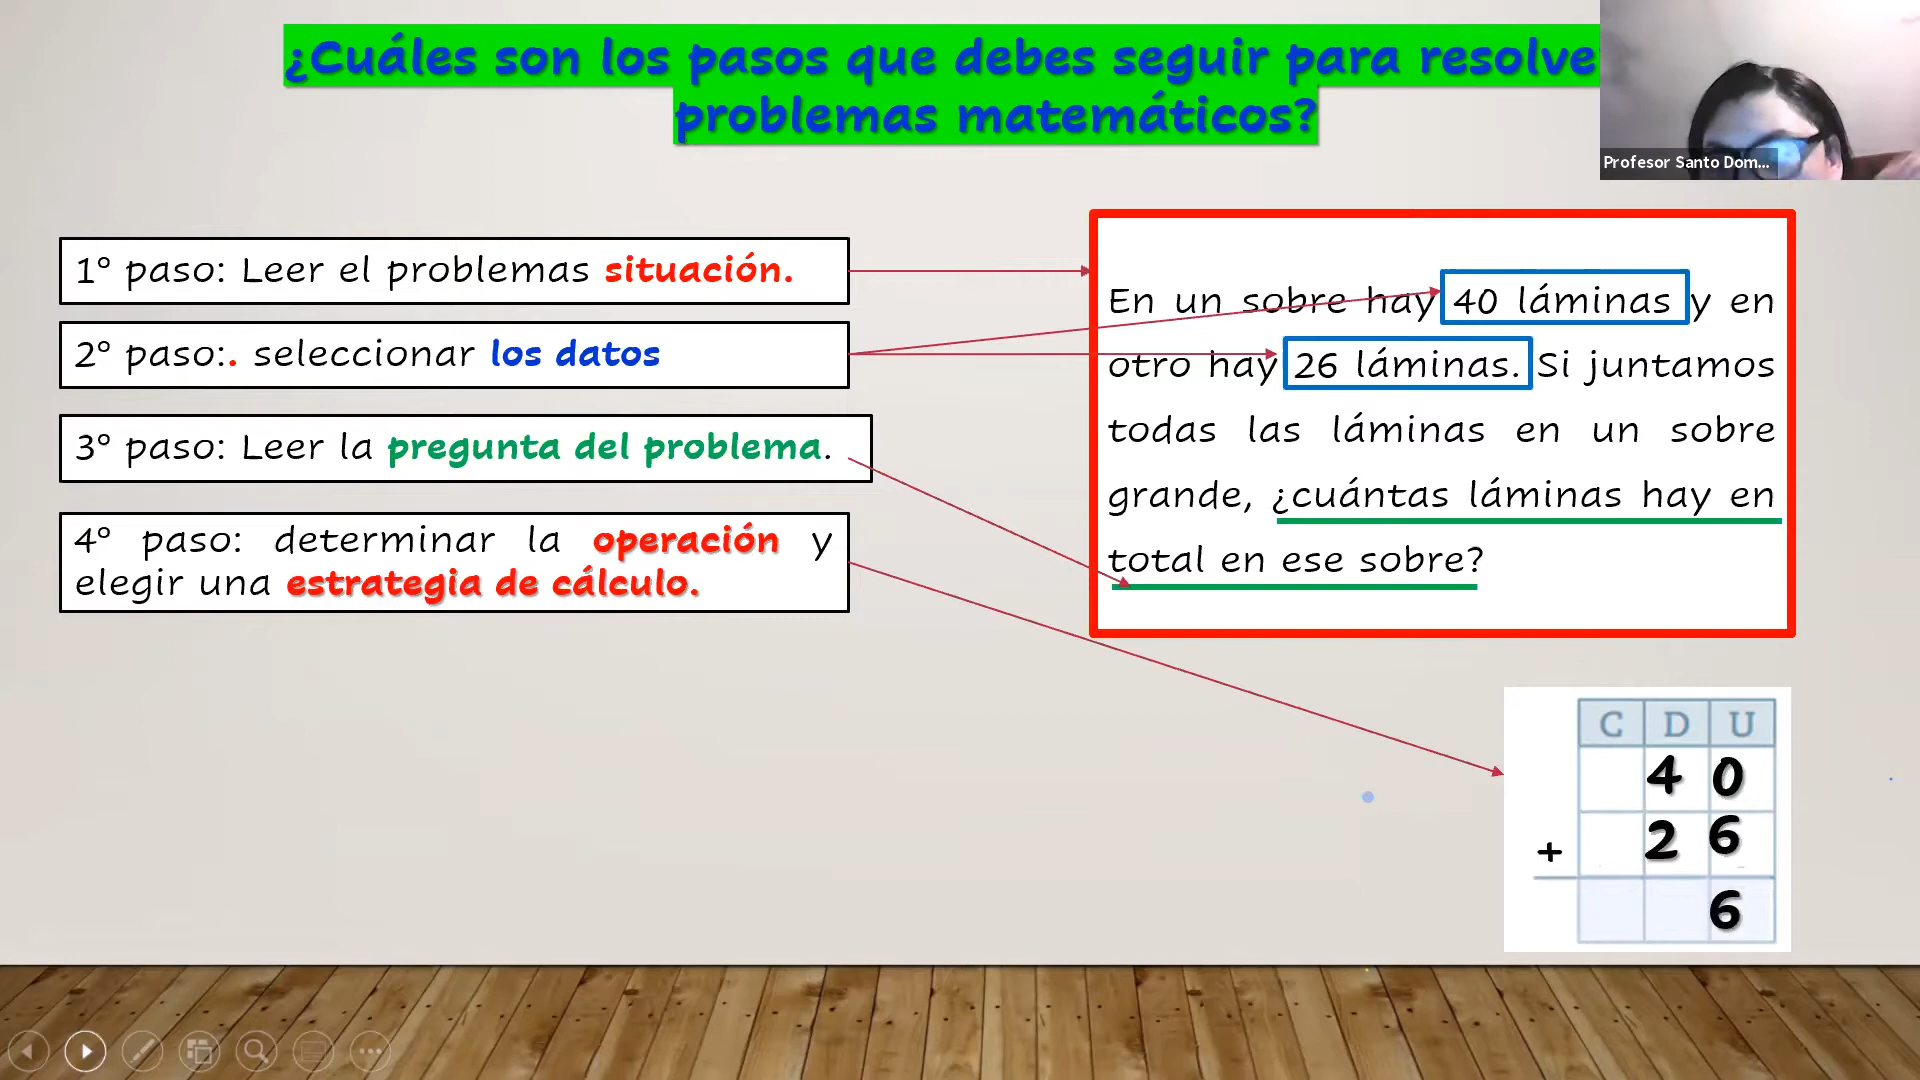 ¿Cuáles son los pasos que debes seguir para resolve
problemas matemáticos?
Profesor Santo Dom...
1° paso: Leer el problemas situación.
2° paso:. seleccionar los datos
3° paso: Leer la pregunta del problema.
4° paso: determinar la operación y
elegir una estrategia de cálculo.
En un sobre hay 40 láminas y en
otro hay 26 láminas. Si juntamos
todas las láminas en un sobre
grande, ¿cuántas láminas hay en
total en ese sobre?
C D U
4 0
+ 2 6
6